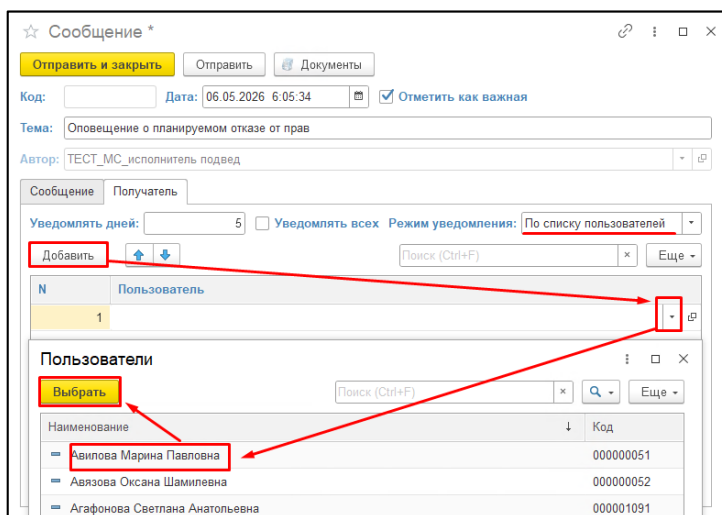 Сообщение *
Отправить и закрыть Отправить Документы
Код: Дата: 06.05.2026 6:05:34 Отметить как важная
Тема: Оповещение о планируемом отказе от прав
Автор: ТЕСТ_МС_исполнитель подвед
Сообщение Получатель
Уведомлять дней: 5 Уведомлять всех Режим уведомления: По списку пользователей
Добавить Поиск (Ctrl+F) × Еще
N Пользователь
1
Пользователи
Выбрать Поиск (Ctrl+F) × Еще
Наименование ↓ Код
Авилова Марина Павловна 000000051
Авязова Оксана Шамилевна 000000052
Агафонова Светлана Анатольевна 000001091